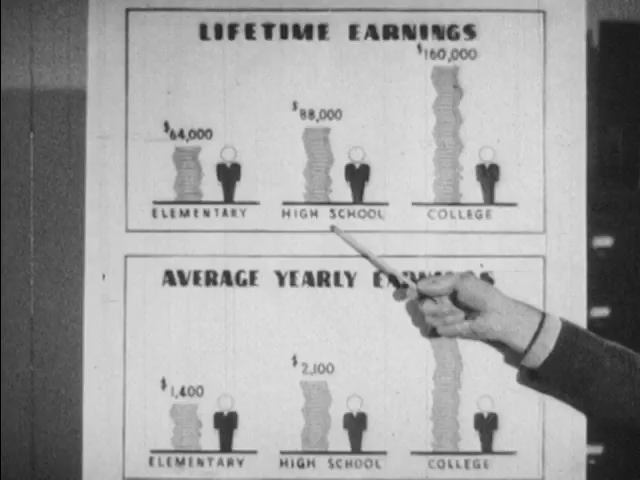 LIFETIME EARNINGS
$160,000
$88,000
$64,000
ELEMENTARY HIGH SCHOOL COLLEGE
AVERAGE YEARLY
$2,100
$1,400
ELEMENTARY HIGH SCHOOL COLLEGE